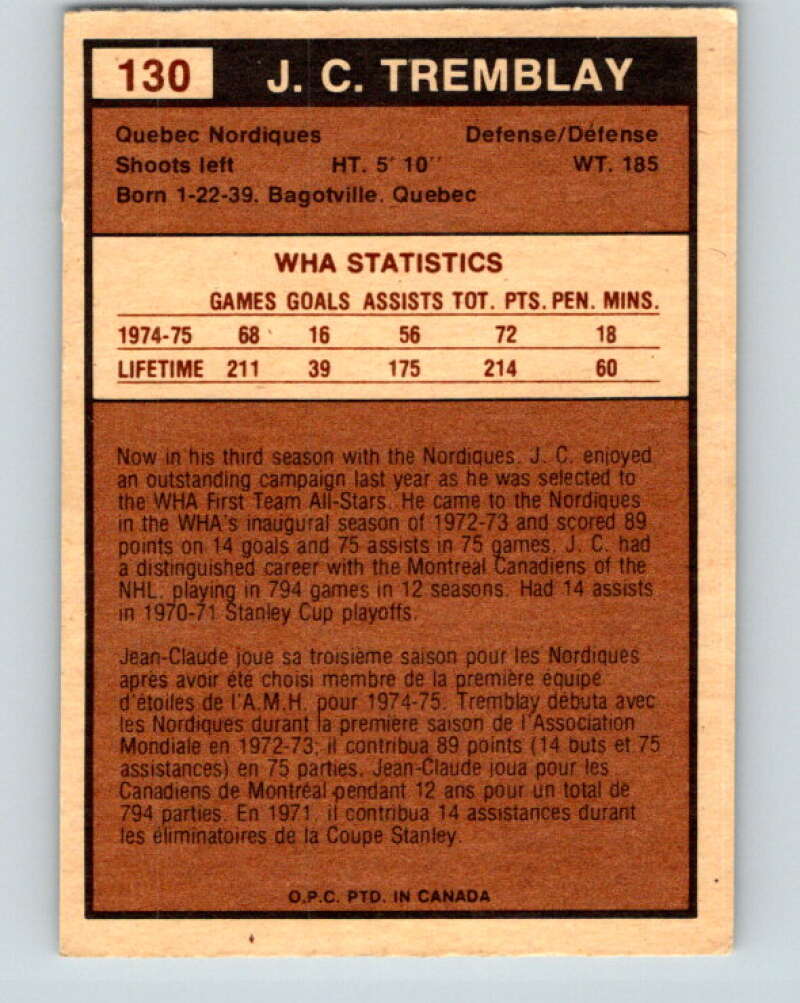 130 J. C. TREMBLAY
Quebec Nordiques Defense/Défense
Shoots left HT. 5' 10'' WT. 185
Born 1-22-39. Bagotville. Quebec
WHA STATISTICS
GAMES GOALS ASSISTS TOT. PTS. PEN. MINS.
1974-75 68 16 56 72 18
LIFETIME 211 39 175 214 60
Now in his third season with the Nordiques, J. C. enjoyed
an outstanding campaign last year as he was selected to
the WHA First Team All-Stars. He came to the Nordiques
in the WHA's inaugural season of 1972-73 and scored 89
points on 14 goals and 75 assists in 75 games. J. C. had
a distinguished career with the Montreal Canadiens of the
NHL, playing in 794 games in 12 seasons. Had 14 assists
in 1970-71 Stanley Cup playoffs.
Jean-Claude joue sa troisième saison pour les Nordiques
après avoir été choisi membre de la première équipe
d'étoiles de l'A.M.H. pour 1974-75. Tremblay débuta avec
les Nordiques durant la première saison de l'Association
Mondiale en 1972-73; il contribua 89 points (14 buts et 75
assistances) en 75 parties. Jean-Claude joua pour les
Canadiens de Montréal pendant 12 ans pour un total de
794 parties. En 1971, il contribua 14 assistances durant
les éliminatoires de la Coupe Stanley.
O.P.C. PTD. IN CANADA